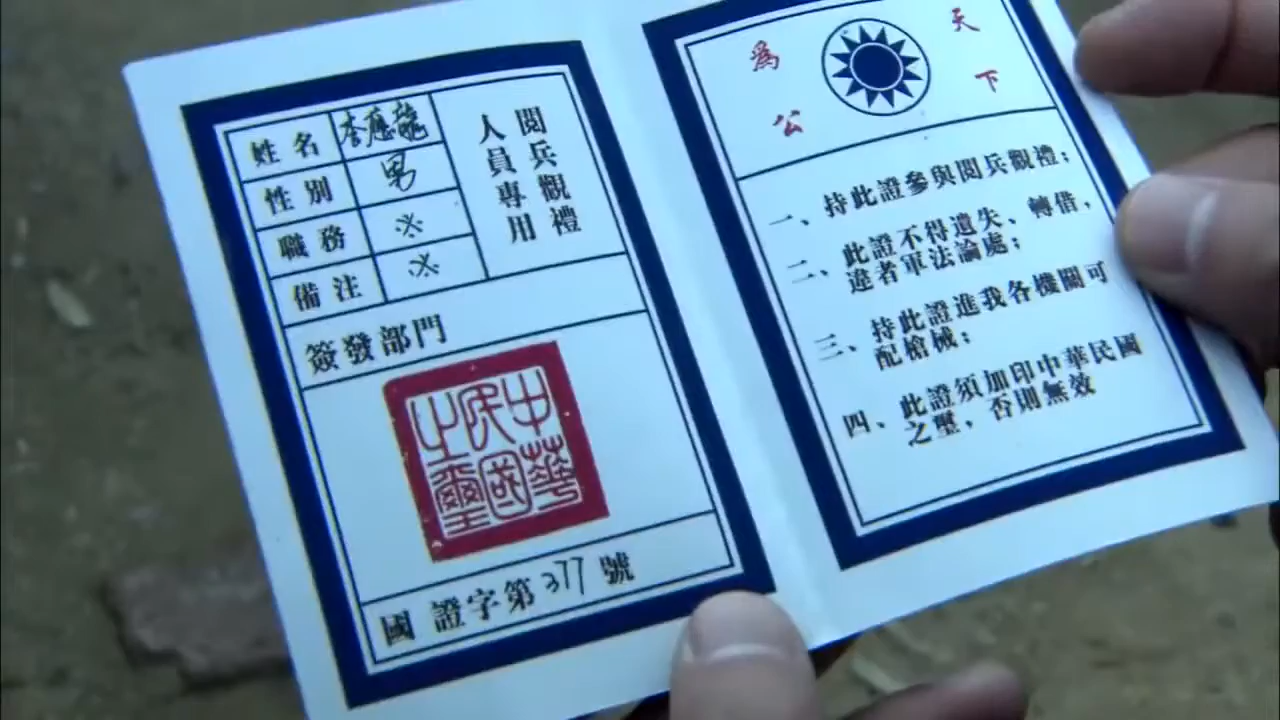 姓名 李應龍
性別 男
職務 ※
備注 ※
閱兵觀禮
人員專用
簽發部門
中華
民國
之璽
國 證字第377號
天下
為公
一、持此證參與閱兵觀禮；
二、此證不得遺失、轉借，
違者軍法論處；
三、持此證進我各機關可
配槍械；
四、此證須加印中華民國
之璽，否則無效